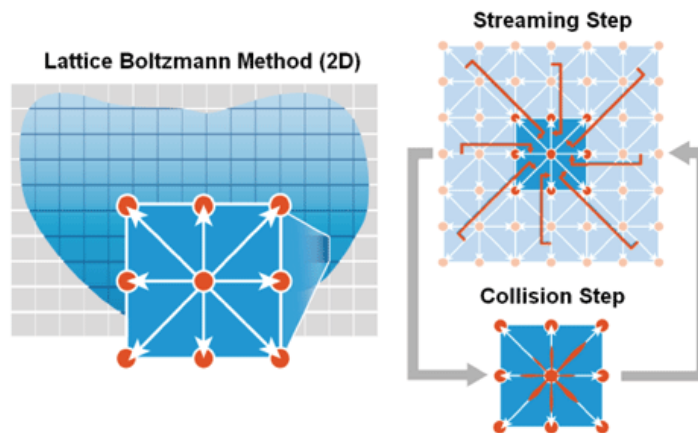 Lattice Boltzmann Method (2D)
Streaming Step
Collision Step